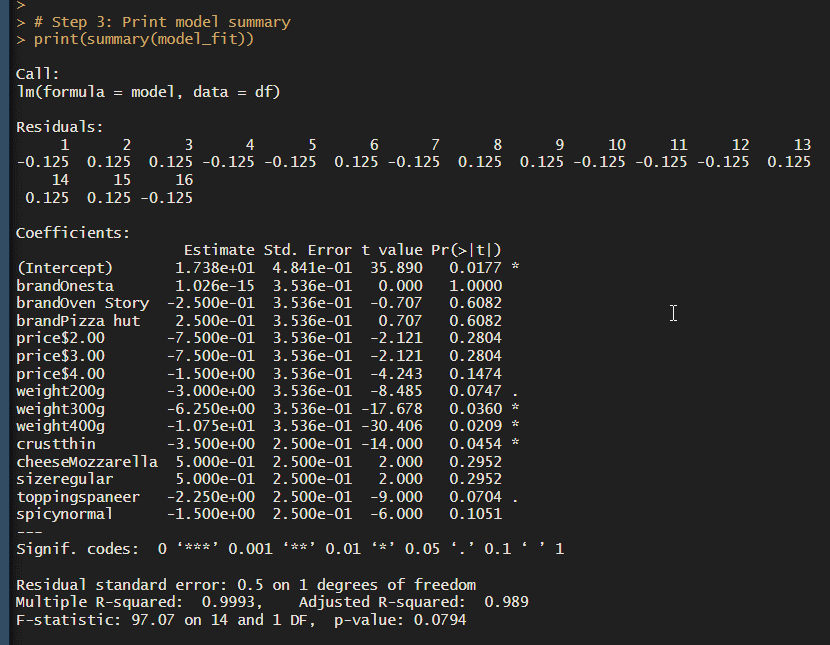 >
> # Step 3: Print model summary
> print(summary(model_fit))
Call:
lm(formula = model, data = df)
Residuals:
     1      2      3      4      5      6      7      8      9     10     11     12     13
-0.125  0.125  0.125 -0.125 -0.125  0.125 -0.125  0.125  0.125 -0.125 -0.125 -0.125  0.125
    14     15     16
 0.125  0.125 -0.125
Coefficients:
                   Estimate Std. Error t value Pr(>|t|)
(Intercept)       1.738e+01  4.841e-01  35.890   0.0177 *
brandOnesta       1.026e-15  3.536e-01   0.000   1.0000
brandOven Story  -2.500e-01  3.536e-01  -0.707   0.6082
brandPizza hut    2.500e-01  3.536e-01   0.707   0.6082
price$2.00       -7.500e-01  3.536e-01  -2.121   0.2804
price$3.00       -7.500e-01  3.536e-01  -2.121   0.2804
price$4.00       -1.500e+00  3.536e-01  -4.243   0.1474
weight200g       -3.000e+00  3.536e-01  -8.485   0.0747 .
weight300g       -6.250e+00  3.536e-01 -17.678   0.0360 *
weight400g       -1.075e+01  3.536e-01 -30.406   0.0209 *
crustthin        -3.500e+00  2.500e-01 -14.000   0.0454 *
cheeseMozzarella  5.000e-01  2.500e-01   2.000   0.2952
sizeregular       5.000e-01  2.500e-01   2.000   0.2952
toppingspaneer   -2.250e+00  2.500e-01  -9.000   0.0704 .
spicynormal      -1.500e+00  2.500e-01  -6.000   0.1051
---
Signif. codes:  0 ‘***’ 0.001 ‘**’ 0.01 ‘*’ 0.05 ‘.’ 0.1 ‘ ’ 1
Residual standard error: 0.5 on 1 degrees of freedom
Multiple R-squared:  0.9993,    Adjusted R-squared:  0.989
F-statistic: 97.07 on 14 and 1 DF,  p-value: 0.0794